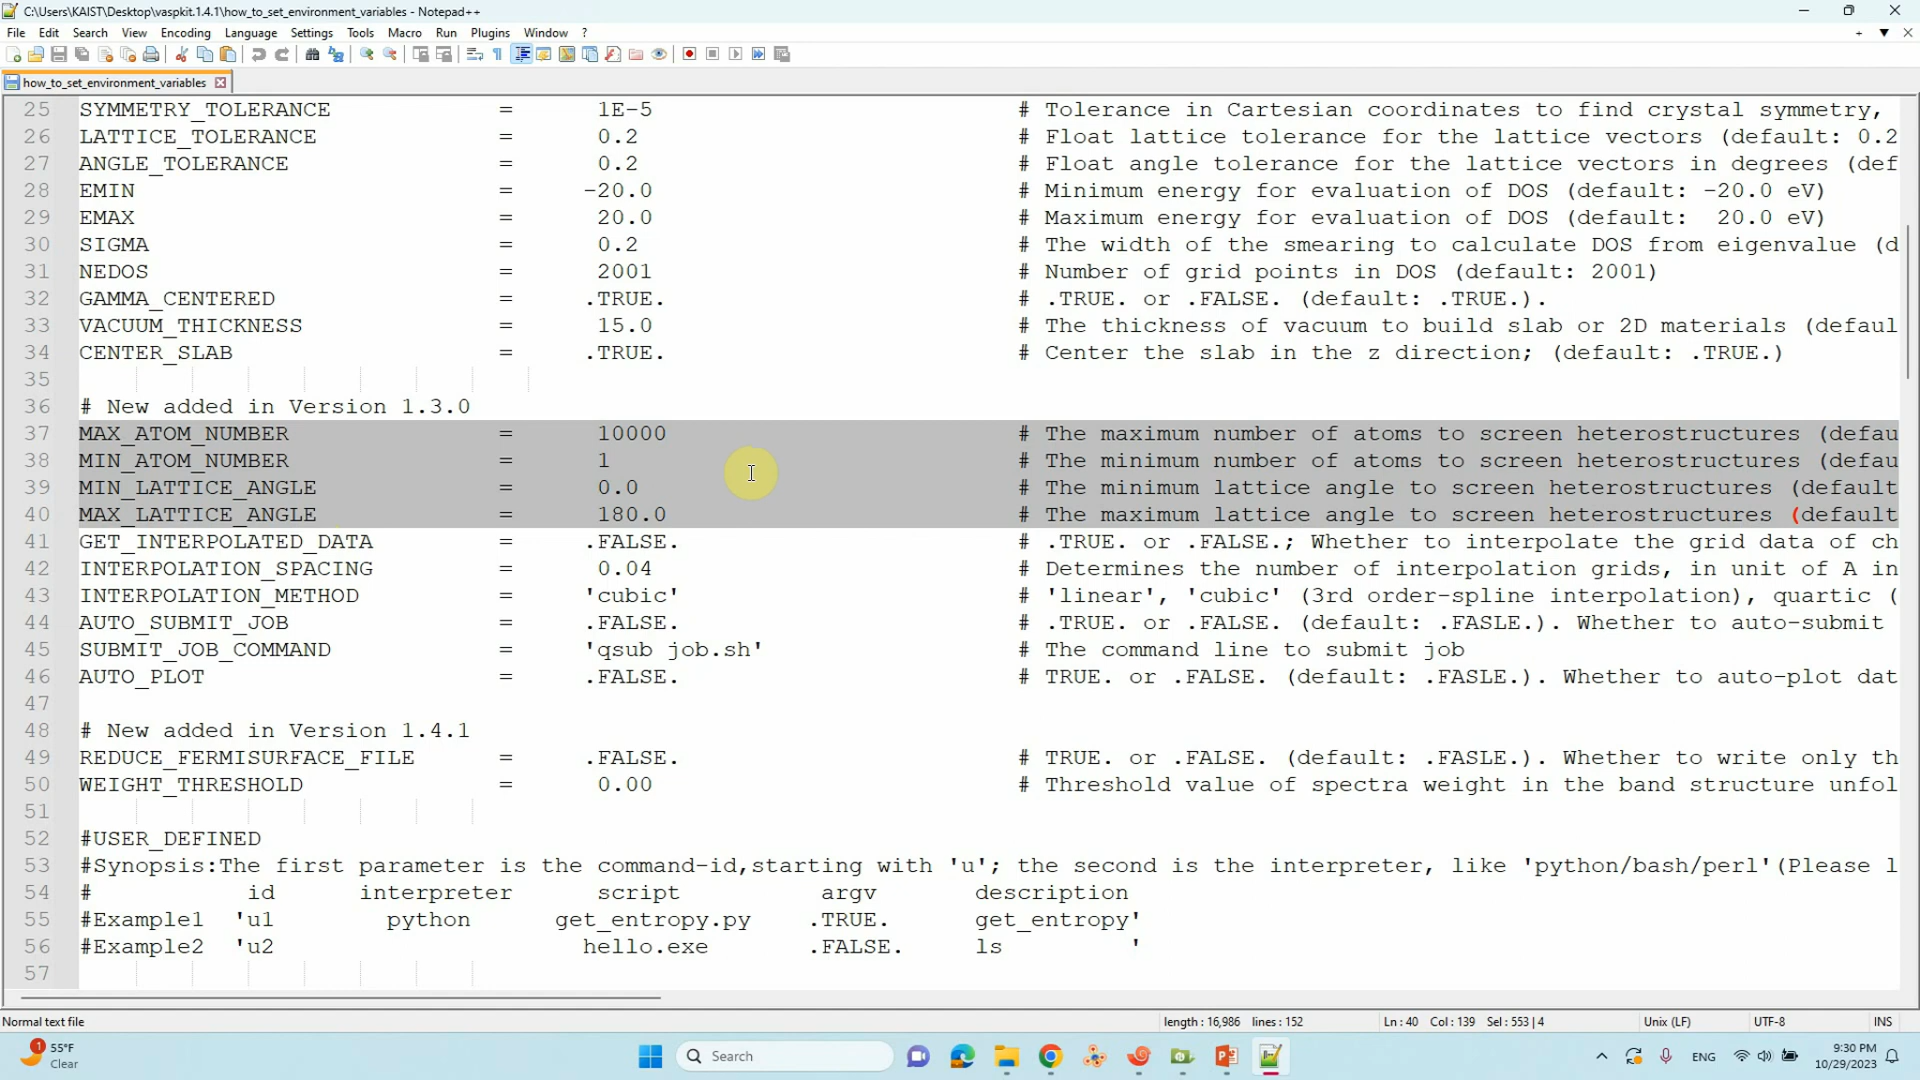 C:\Users\KAIST\Desktop\vaspkit.1.4.1\how_to_set_environment_variables - Notepad++
File Edit Search View Encoding Language Settings Tools Macro Run Plugins Window ?
how_to_set_environment_variables
25 SYMMETRY_TOLERANCE = 1E-5 # Tolerance in Cartesian coordinates to find crystal symmetry,
26 LATTICE_TOLERANCE = 0.2 # Float lattice tolerance for the lattice vectors (default: 0.2
27 ANGLE_TOLERANCE = 0.2 # Float angle tolerance for the lattice vectors in degrees (def
28 EMIN = -20.0 # Minimum energy for evaluation of DOS (default: -20.0 eV)
29 EMAX = 20.0 # Maximum energy for evaluation of DOS (default: 20.0 eV)
30 SIGMA = 0.2 # The width of the smearing to calculate DOS from eigenvalue (d
31 NEDOS = 2001 # Number of grid points in DOS (default: 2001)
32 GAMMA_CENTERED = .TRUE. # .TRUE. or .FALSE. (default: .TRUE.).
33 VACUUM_THICKNESS = 15.0 # The thickness of vacuum to build slab or 2D materials (defaul
34 CENTER_SLAB = .TRUE. # Center the slab in the z direction; (default: .TRUE.)
35
36 # New added in Version 1.3.0
37 MAX_ATOM_NUMBER = 10000 # The maximum number of atoms to screen heterostructures (defau
38 MIN_ATOM_NUMBER = 1 # The minimum number of atoms to screen heterostructures (defau
39 MIN_LATTICE_ANGLE = 0.0 # The minimum lattice angle to screen heterostructures (default
40 MAX_LATTICE_ANGLE = 180.0 # The maximum lattice angle to screen heterostructures (default
41 GET_INTERPOLATED_DATA = .FALSE. # .TRUE. or .FALSE.; Whether to interpolate the grid data of ch
42 INTERPOLATION_SPACING = 0.04 # Determines the number of interpolation grids, in unit of A in
43 INTERPOLATION_METHOD = 'cubic' # 'linear', 'cubic' (3rd order-spline interpolation), quartic (
44 AUTO_SUBMIT_JOB = .FALSE. # .TRUE. or .FALSE. (default: .FASLE.). Whether to auto-submit
45 SUBMIT_JOB_COMMAND = 'qsub job.sh' # The command line to submit job
46 AUTO_PLOT = .FALSE. # TRUE. or .FALSE. (default: .FASLE.). Whether to auto-plot dat
47
48 # New added in Version 1.4.1
49 REDUCE_FERMISURFACE_FILE = .FALSE. # TRUE. or .FALSE. (default: .FASLE.). Whether to write only th
50 WEIGHT_THRESHOLD = 0.00 # Threshold value of spectra weight in the band structure unfol
51
52 #USER_DEFINED
53 #Synopsis:The first parameter is the command-id,starting with 'u'; the second is the interpreter, like 'python/bash/perl'(Please l
54 # id interpreter script argv description
55 #Example1 'u1 python get_entropy.py .TRUE. get_entropy'
56 #Example2 'u2 hello.exe .FALSE. ls '
57
Normal text file length : 16,986 lines : 152 Ln : 40 Col : 139 Sel : 553 | 4 Unix (LF) UTF-8 INS
1 55°F
Clear
Search
ENG
9:30 PM
10/29/2023